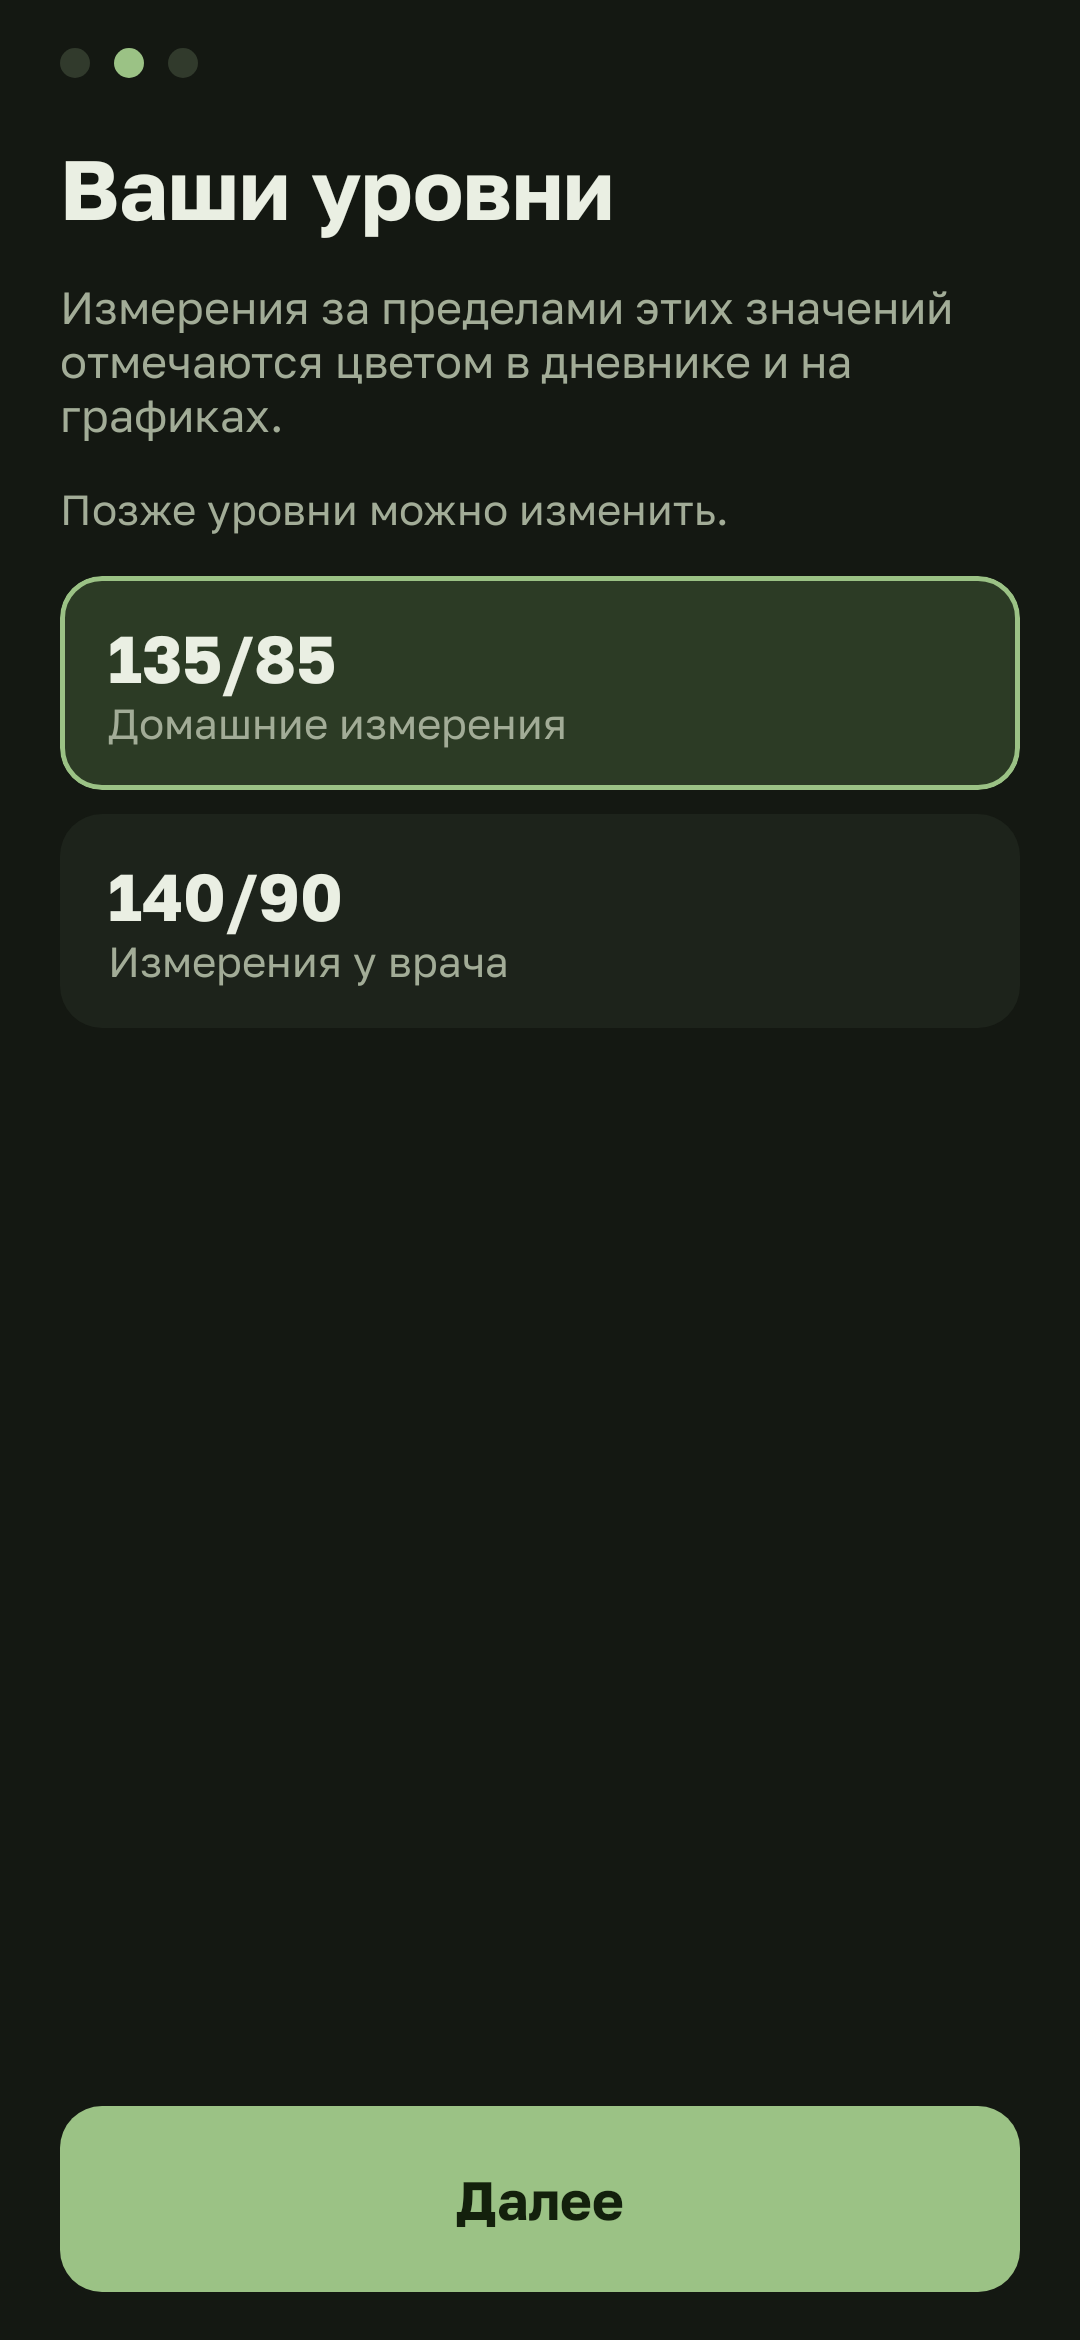 Ваши уровни
Измерения за пределами этих значений
отмечаются цветом в дневнике и на
графиках.
Позже уровни можно изменить.
135/85
Домашние измерения
140/90
Измерения у врача
Далее